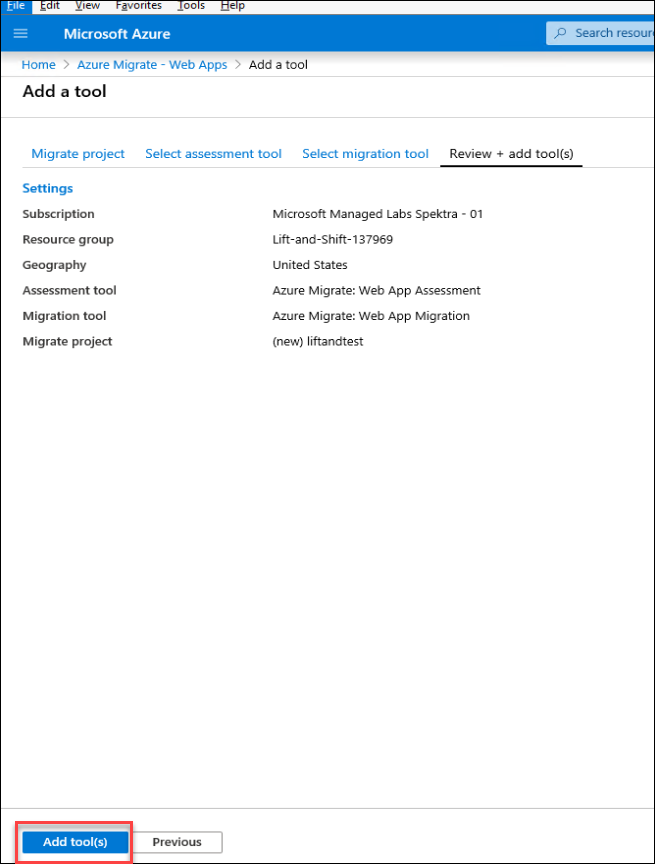 File Edit View Favorites Tools Help
Microsoft Azure Search resour
Home > Azure Migrate - Web Apps > Add a tool
Add a tool
Migrate project Select assessment tool Select migration tool Review + add tool(s)
Settings
Subscription Microsoft Managed Labs Spektra - 01
Resource group Lift-and-Shift-137969
Geography United States
Assessment tool Azure Migrate: Web App Assessment
Migration tool Azure Migrate: Web App Migration
Migrate project (new) liftandtest
Add tool(s) Previous